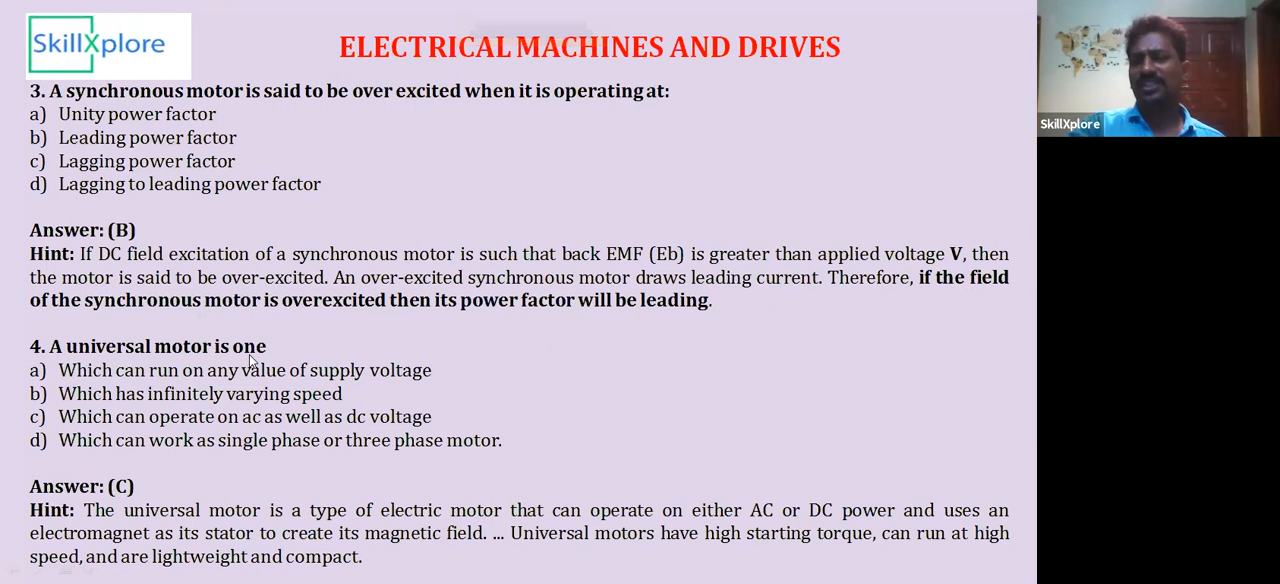 SkillXplore
ELECTRICAL MACHINES AND DRIVES
3. A synchronous motor is said to be over excited when it is operating at:
a) Unity power factor
b) Leading power factor
c) Lagging power factor
d) Lagging to leading power factor
Answer: (B)
Hint: If DC field excitation of a synchronous motor is such that back EMF (Eb) is greater than applied voltage V, then
the motor is said to be over-excited. An over-excited synchronous motor draws leading current. Therefore, if the field
of the synchronous motor is overexcited then its power factor will be leading.
4. A universal motor is one
a) Which can run on any value of supply voltage
b) Which has infinitely varying speed
c) Which can operate on ac as well as dc voltage
d) Which can work as single phase or three phase motor.
Answer: (C)
Hint: The universal motor is a type of electric motor that can operate on either AC or DC power and uses an
electromagnet as its stator to create its magnetic field. ... Universal motors have high starting torque, can run at high
speed, and are lightweight and compact.
SkillXplore